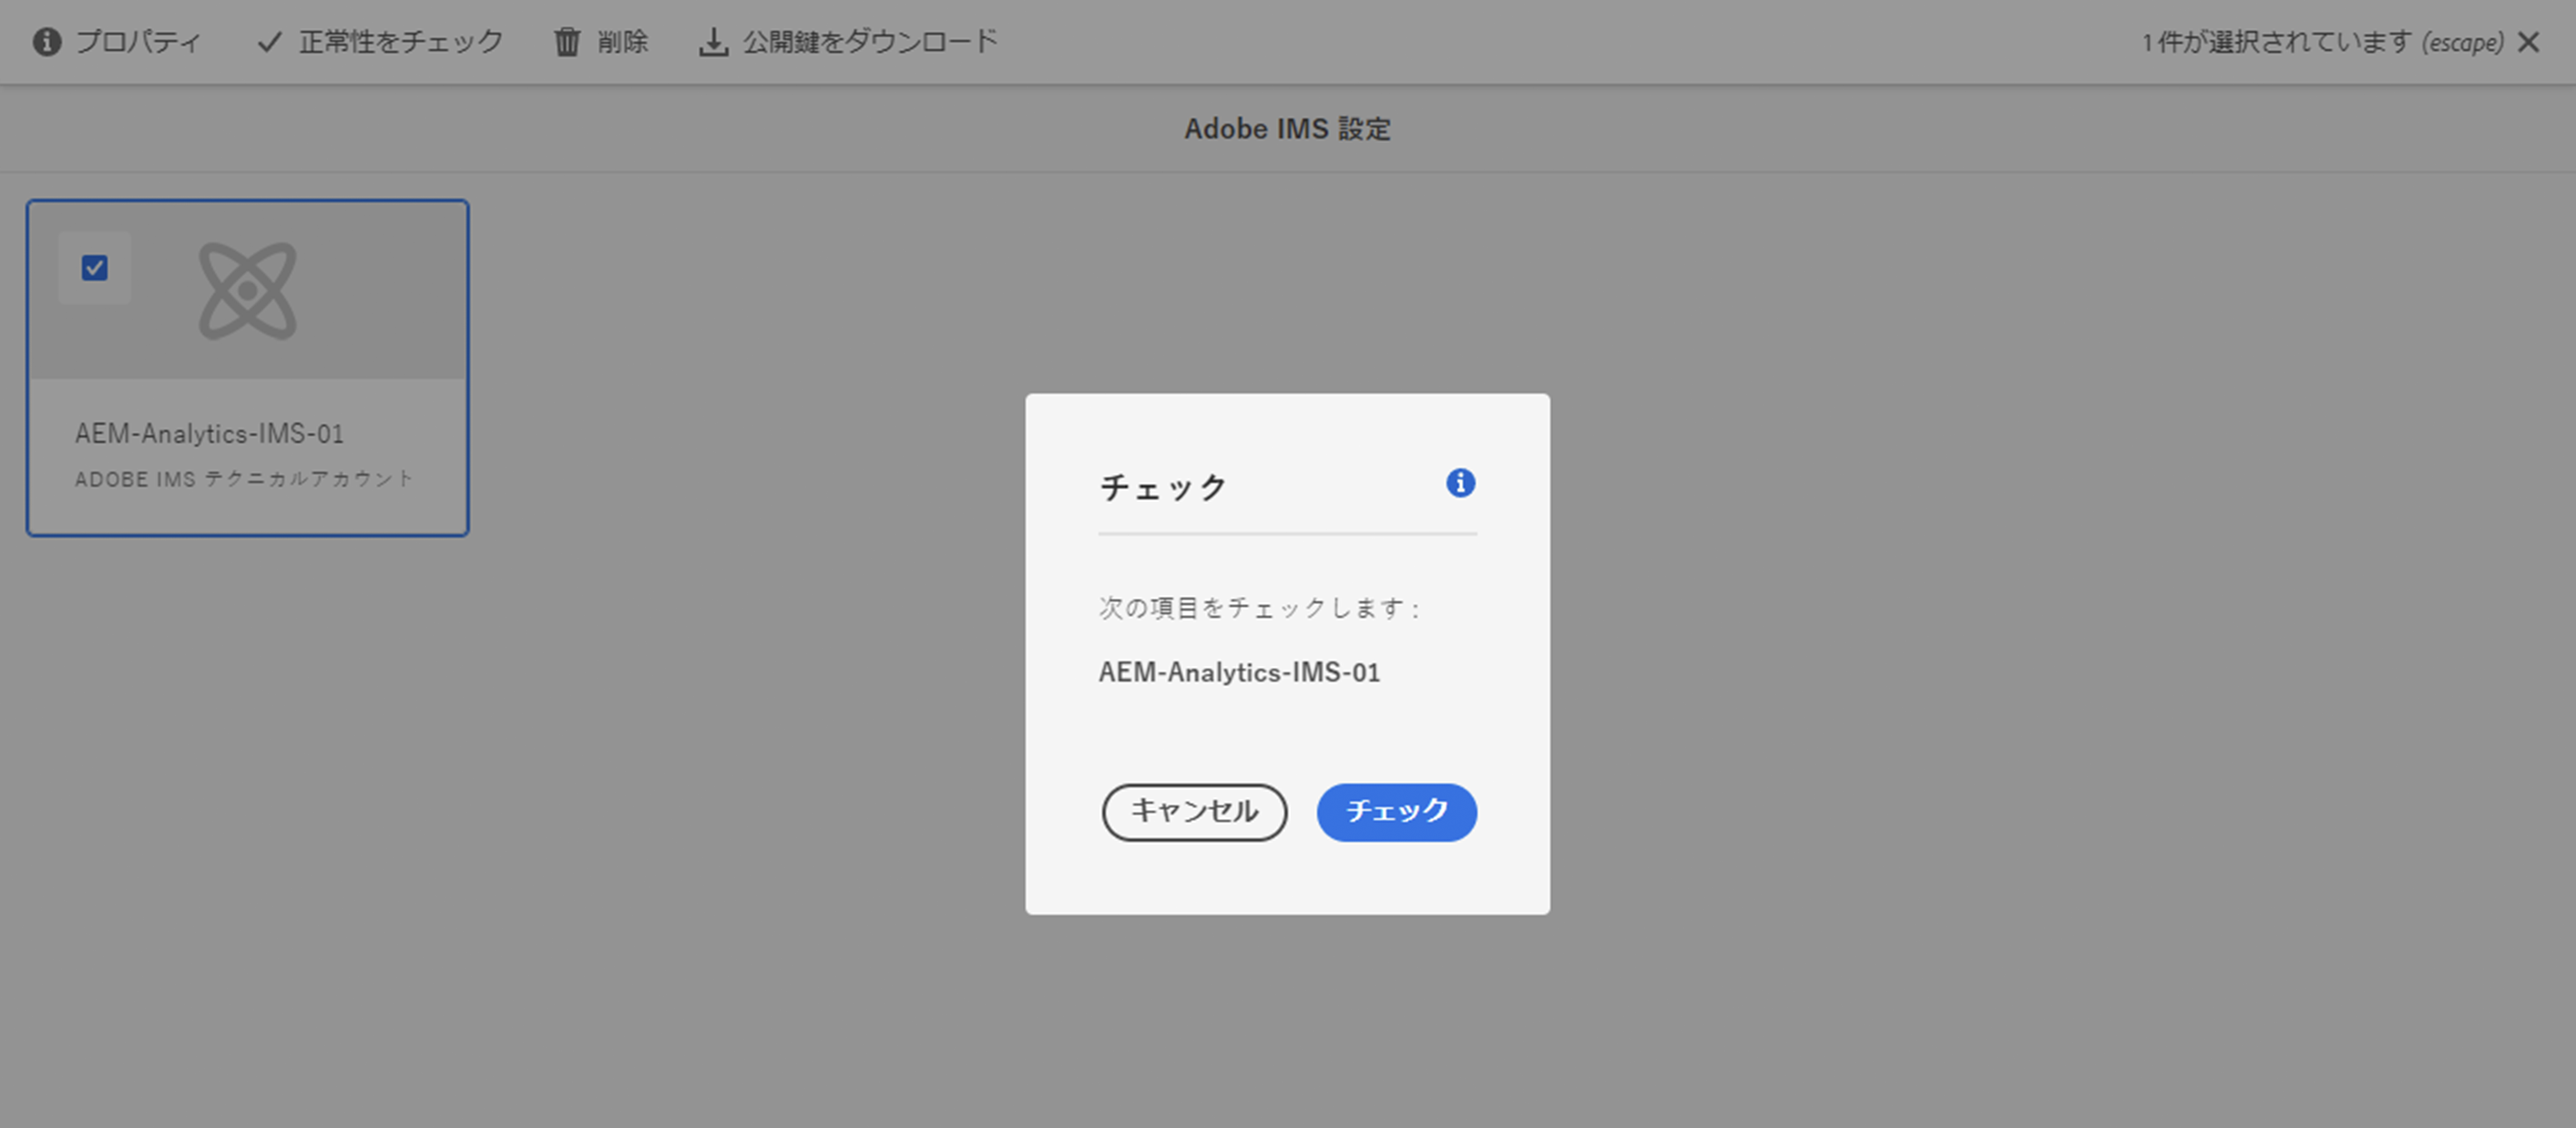 プロパティ 正常性をチェック 削除 公開鍵をダウンロード 1 件が選択されています (escape)
Adobe IMS 設定
AEM-Analytics-IMS-01
ADOBE IMS テクニカルアカウント
チェック
次の項目をチェックします :
AEM-Analytics-IMS-01
キャンセル チェック